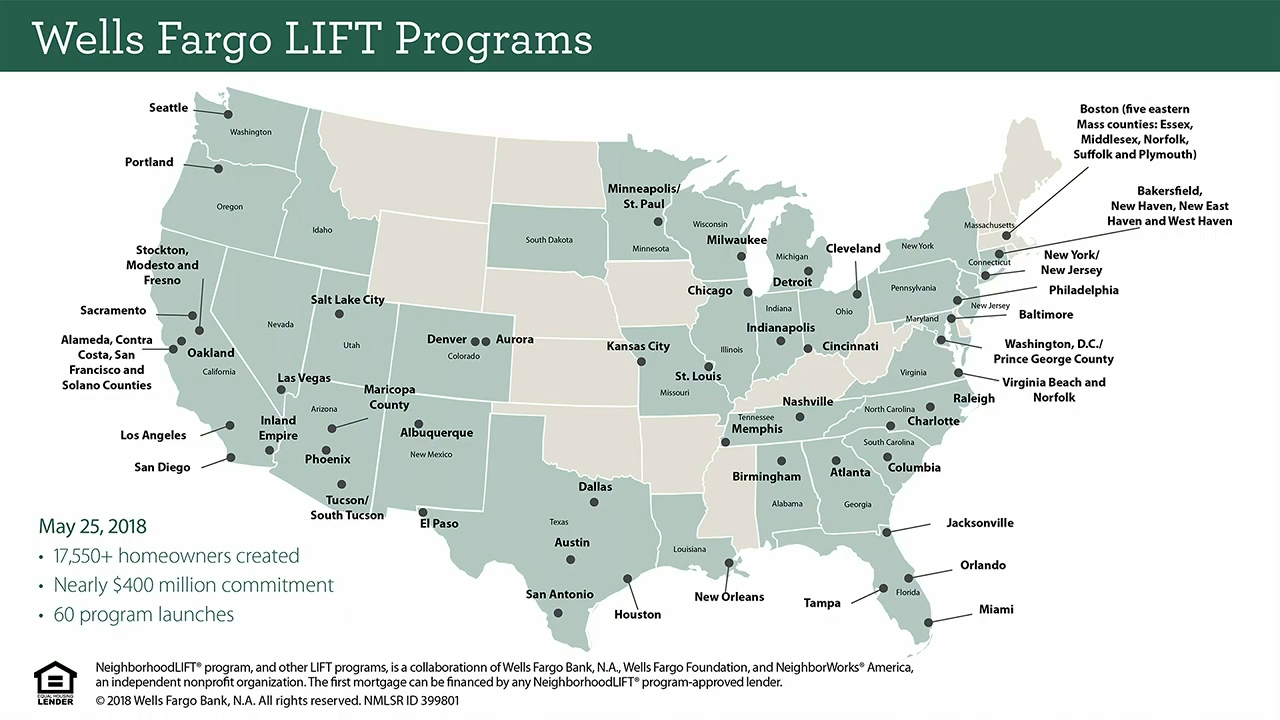 Wells Fargo LIFT Programs
Seattle
Washington
Portland
Oregon
Idaho
Stockton,
Modesto and
Fresno
Sacramento
Alameda, Contra
Costa, San
Francisco and
Solano Counties
Oakland
California
Nevada
Salt Lake City
Utah
Las Vegas
Los Angeles
Inland
Empire
San Diego
Arizona
Maricopa
County
Phoenix
Tucson/
South Tucson
Denver
Aurora
Colorado
Albuquerque
New Mexico
El Paso
South Dakota
Minneapolis/
St. Paul
Minnesota
Wisconsin
Milwaukee
Michigan
Detroit
Chicago
Illinois
Indiana
Indianapolis
Ohio
Cleveland
Cincinnati
Kansas City
St. Louis
Missouri
Dallas
Texas
Austin
San Antonio
Houston
Louisiana
New Orleans
Tennessee
Nashville
Memphis
Birmingham
Alabama
Atlanta
Georgia
North Carolina
Raleigh
Charlotte
South Carolina
Columbia
Jacksonville
Orlando
Florida
Tampa
Miami
Boston (five eastern
Mass counties: Essex,
Middlesex, Norfolk,
Suffolk and Plymouth)
Massachusetts
Bakersfield,
New Haven, New East
Haven and West Haven
Connecticut
New York
New York/
New Jersey
Pennsylvania
Philadelphia
New Jersey
Maryland
Baltimore
Washington, D.C./
Prince George County
Virginia
Virginia Beach and
Norfolk
May 25, 2018
• 17,550+ homeowners created
• Nearly $400 million commitment
• 60 program launches
EQUAL HOUSING
LENDER
NeighborhoodLIFT® program, and other LIFT programs, is a collaborationn of Wells Fargo Bank, N.A., Wells Fargo Foundation, and NeighborWorks® America,
an independent nonprofit organization. The first mortgage can be financed by any NeighborhoodLIFT® program-approved lender.
© 2018 Wells Fargo Bank, N.A. All rights reserved. NMLSR ID 399801